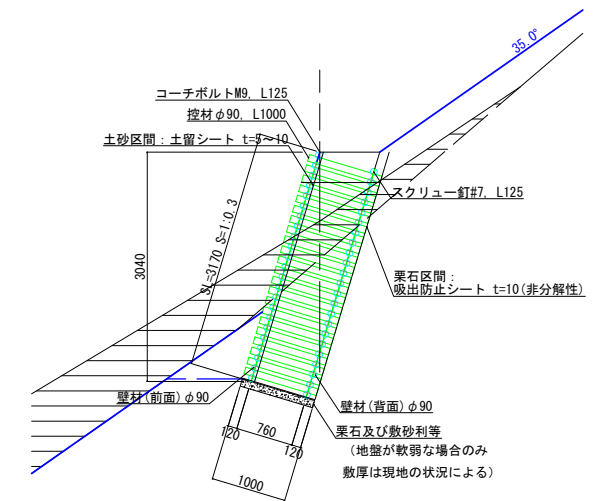 35.0°
コーチボルトM9, L125
控材φ90, L1000
土砂区間：土留シート t=5～10
スクリュー釘#7, L125
3040
SL=3170 S=1:0.3
栗石区間：
吸出防止シート t=10(非分解性)
壁材(前面)φ90
壁材(背面)φ90
栗石及び敷砂利等
(地盤が軟弱な場合のみ
敷厚は現地の状況による)
120
760
120
1000